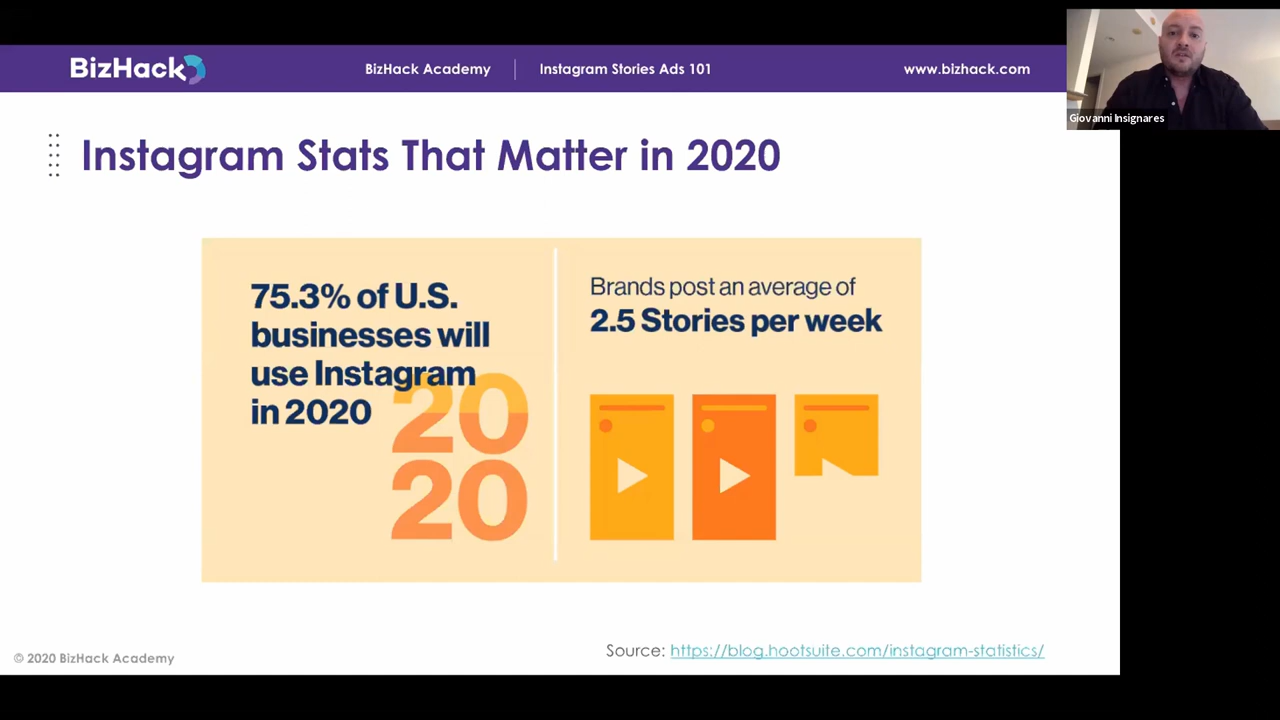 BizHack
BizHack Academy
Instagram Stories Ads 101
www.bizhack.com
Giovanni Insignares
Instagram Stats That Matter in 2020
75.3% of U.S.
businesses will
use Instagram
in 2020
20
20
Brands post an average of
2.5 Stories per week
Source: https://blog.hootsuite.com/instagram-statistics/
© 2020 BizHack Academy